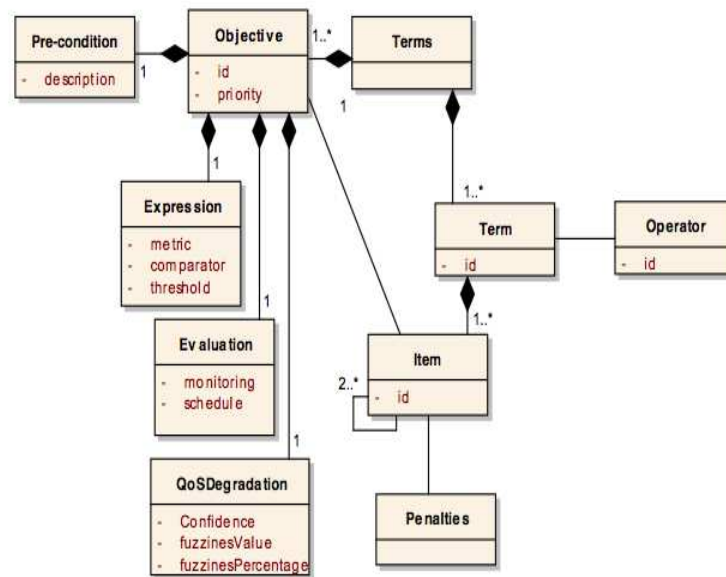 Pre-condition
- description
1
Objective
- id
- priority
1..*
1
Terms
1
Expression
- metric
- comparator
- threshold
1..*
Term
- id
Operator
- id
1
Evaluation
- monitoring
- schedule
1..*
Item
- id
2..*
1
QoSDegradation
- Confidence
- fuzzinesValue
- fuzzinesPercentage
Penalties